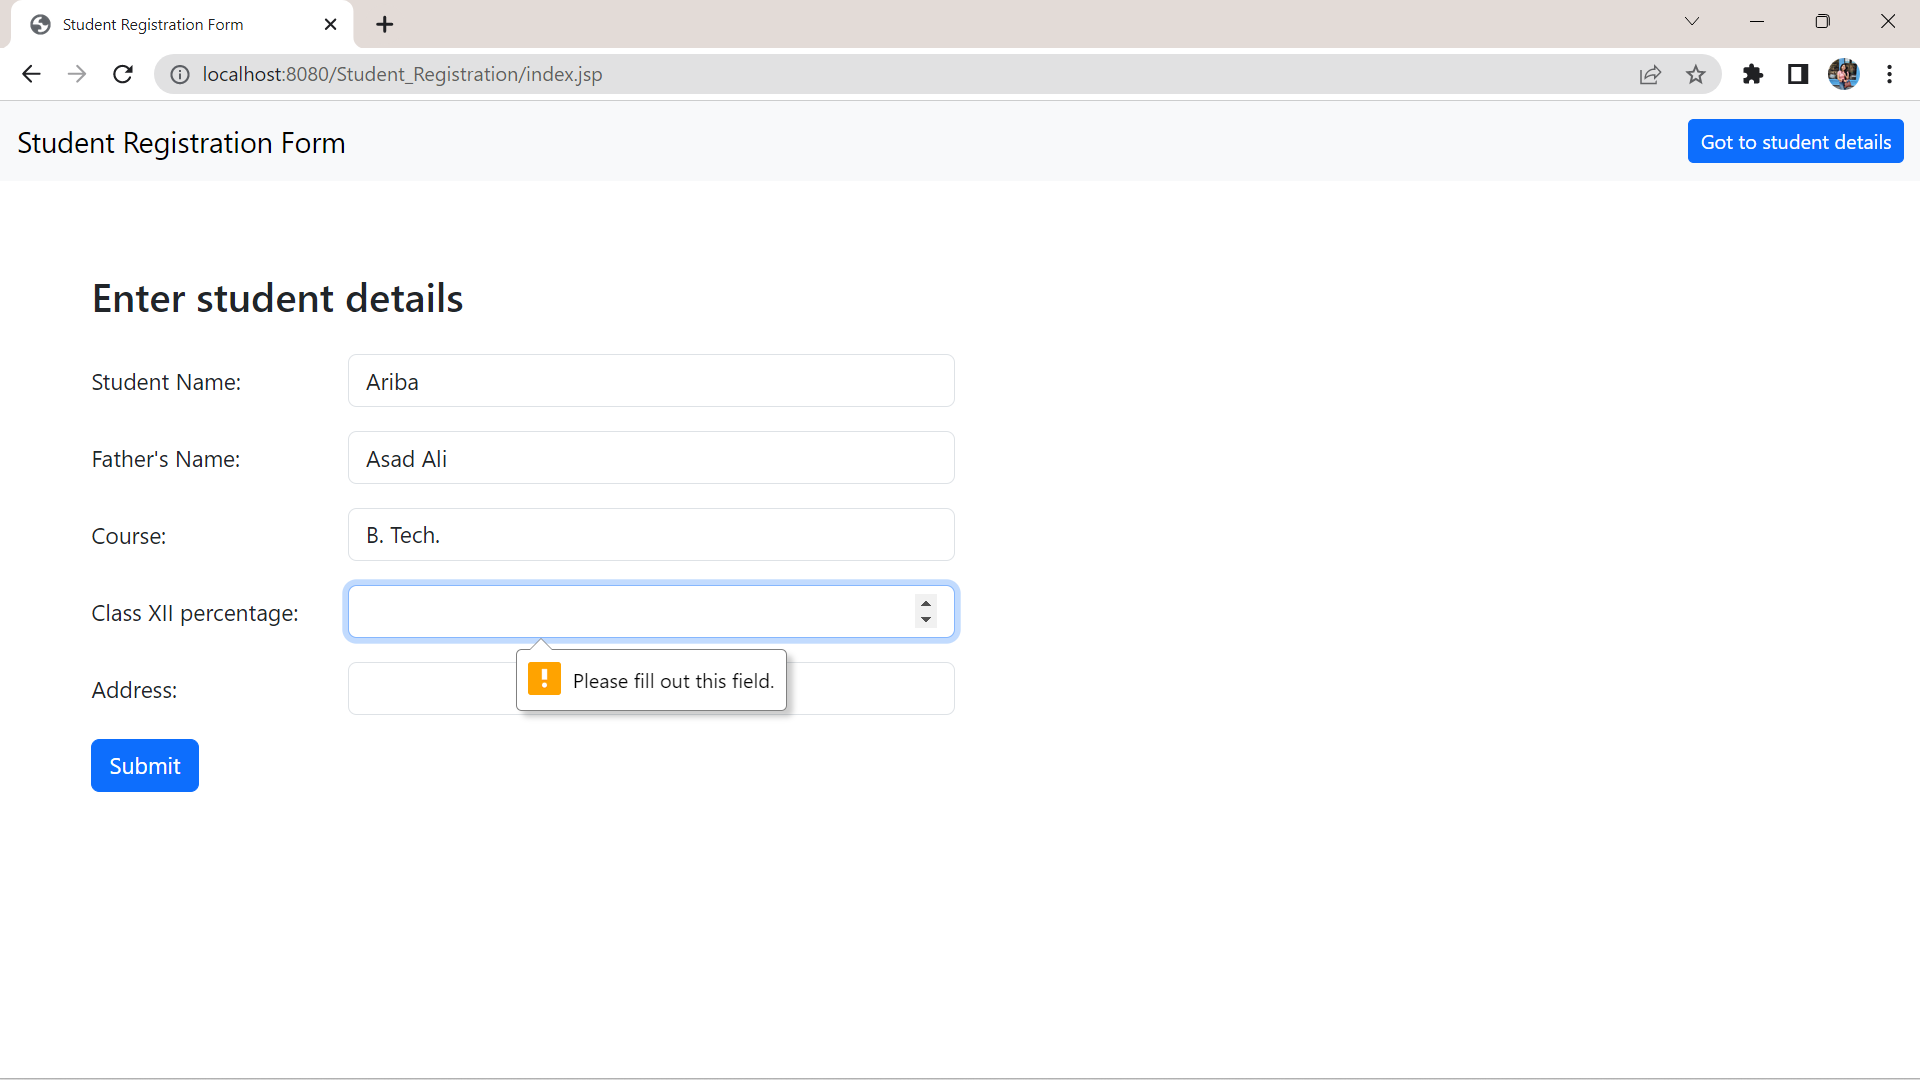 Student Registration Form
localhost:8080/Student_Registration/index.jsp
Student Registration Form
Got to student details
Enter student details
Student Name: Ariba
Father's Name: Asad Ali
Course: B. Tech.
Class XII percentage:
Please fill out this field.
Address:
Submit